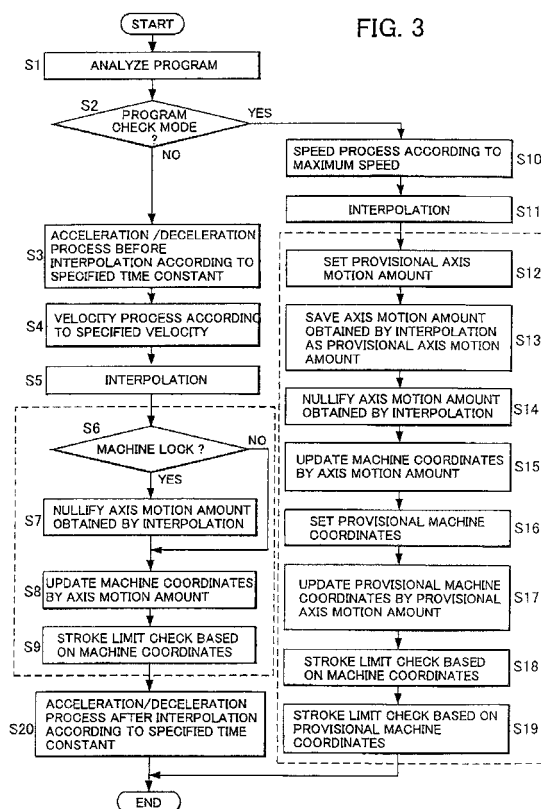 START
FIG. 3
S1
ANALYZE PROGRAM
S2
PROGRAM
CHECK MODE
?
YES
NO
S3
ACCELERATION /DECELERATION
PROCESS BEFORE
INTERPOLATION ACCORDING TO
SPECIFIED TIME CONSTANT
S4
VELOCITY PROCESS ACCORDING
TO SPECIFIED VELOCITY
S5
INTERPOLATION
S6
MACHINE LOCK ?
NO
YES
S7
NULLIFY AXIS MOTION AMOUNT
OBTAINED BY INTERPOLATION
S8
UPDATE MACHINE COORDINATES
BY AXIS MOTION AMOUNT
S9
STROKE LIMIT CHECK BASED
ON MACHINE COORDINATES
S20
ACCELERATION/DECELERATION
PROCESS AFTER INTERPOLATION
ACCORDING TO SPECIFIED TIME
CONSTANT
END
SPEED PROCESS ACCORDING TO
MAXIMUM SPEED
S10
INTERPOLATION
S11
SET PROVISIONAL AXIS
MOTION AMOUNT
S12
SAVE AXIS MOTION AMOUNT
OBTAINED BY INTERPOLATION
AS PROVISIONAL AXIS MOTION
AMOUNT
S13
NULLIFY AXIS MOTION AMOUNT
OBTAINED BY INTERPOLATION
S14
UPDATE MACHINE COORDINATES
BY AXIS MOTION AMOUNT
S15
SET PROVISIONAL MACHINE
COORDINATES
S16
UPDATE PROVISIONAL MACHINE
COORDINATES BY PROVISIONAL
AXIS MOTION AMOUNT
S17
STROKE LIMIT CHECK BASED
ON MACHINE COORDINATES
S18
STROKE LIMIT CHECK BASED ON
PROVISIONAL MACHINE
COORDINATES
S19